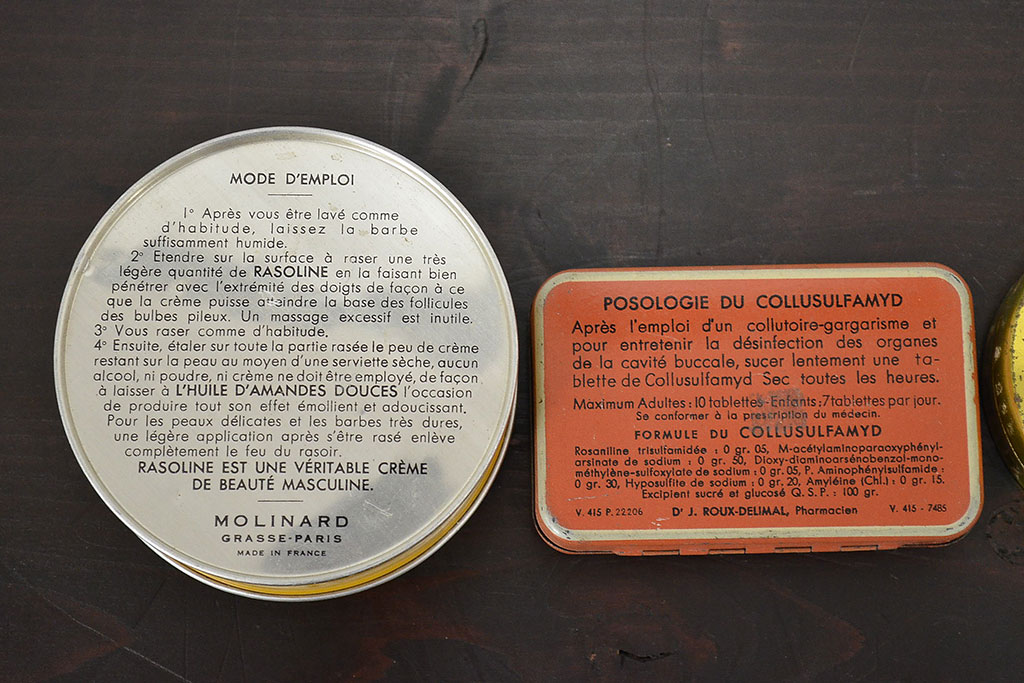 MODE D'EMPLOI
1° Après vous être lavé comme
d'habitude, laissez la barbe
suffisamment humide.
2° Etendre sur la surface à raser une très
légère quantité de RASOLINE en la faisant bien
pénétrer avec l'extrémité des doigts de façon à ce
que la crème puisse atteindre la base des follicules
des bulbes pileux. Un massage excessif est inutile.
3° Vous raser comme d'habitude.
4° Ensuite, étaler sur toute la partie rasée le peu de crème
restant sur la peau au moyen d'une serviette sèche, aucun
alcool, ni poudre, ni crème ne doit être employé, de façon
à laisser à L'HUILE D'AMANDES DOUCES l'occasion
de produire tout son effet émollient et adoucissant.
Pour les peaux délicates et les barbes très dures,
une légère application après s'être rasé enlève
complètement le feu du rasoir.
RASOLINE EST UNE VÉRITABLE CRÈME
DE BEAUTÉ MASCULINE.
MOLINARD
GRASSE-PARIS
MADE IN FRANCE
POSOLOGIE DU COLLUSULFAMYD
Après l'emploi d'un collutoire-gargarisme et
pour entretenir la désinfection des organes
de la cavité buccale, sucer lentement une ta-
blette de Collusulfamyd Sec toutes les heures.
Maximum Adultes : 10 tablettes - Enfants : 7 tablettes par jour.
Se conformer à la prescription du médecin.
FORMULE DU COLLUSULFAMYD
Rosaniline trisulfamidée : 0 gr. 05, M-acétylaminoparaoxyphényl-
arsinate de sodium : 0 gr. 50, Dioxy-diaminoarsénobenzol-mono-
méthylène-sulfoxylate de sodium : 0 gr. 05, P. Aminophénylsulfamide :
0 gr. 30, Hyposulfite de sodium : 0 gr. 20, Amyléine (Chl.) : 0 gr. 15.
Excipient sucré et glucosé Q. S. P. : 100 gr.
V. 415 P. 22206 Dr J. ROUX-DELIMAL, Pharmacien V. 415 - 7485